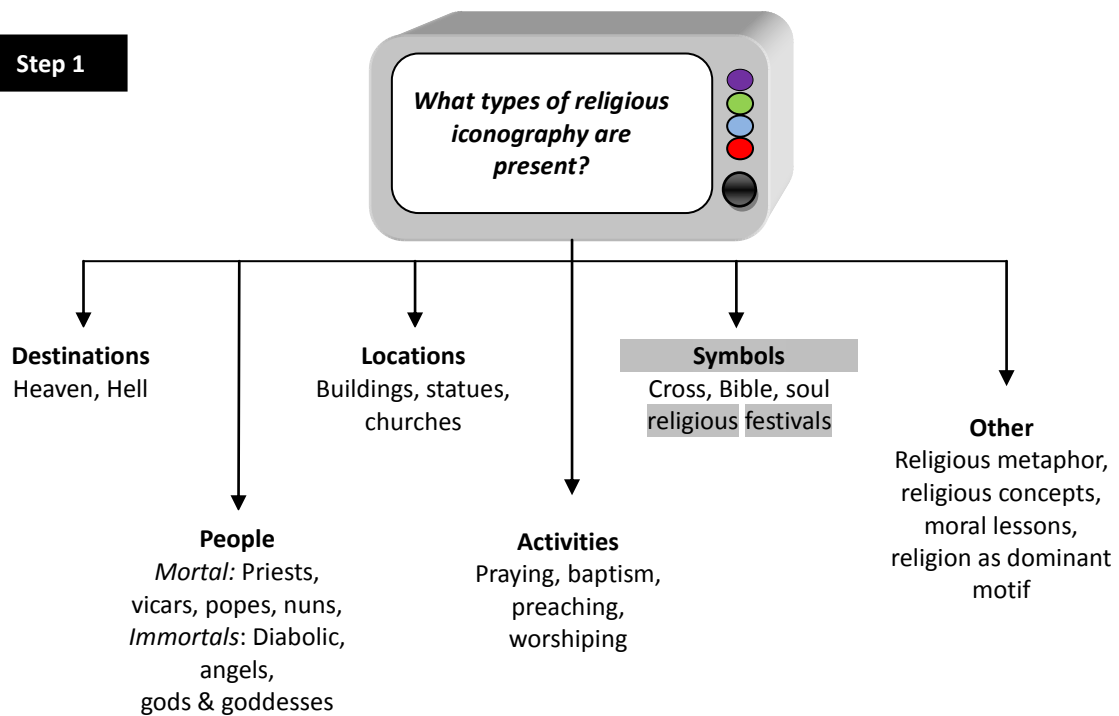 Step 1
What types of religious
iconography are
present?
Destinations
Heaven, Hell
Locations
Buildings, statues,
churches
Symbols
Cross, Bible, soul
religious festivals
Other
Religious metaphor,
religious concepts,
moral lessons,
religion as dominant
motif
People
Mortal: Priests,
vicars, popes, nuns,
Immortals: Diabolic,
angels,
gods & goddesses
Activities
Praying, baptism,
preaching,
worshiping